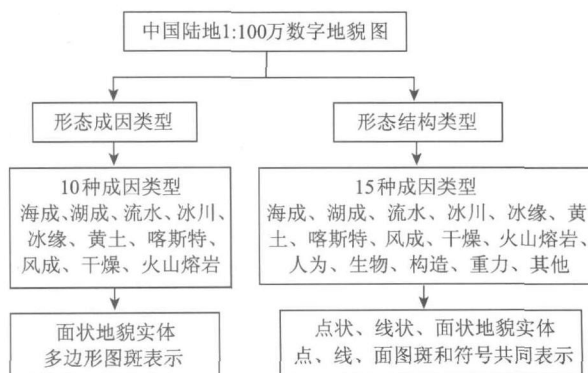 中国陆地1:100万数字地貌图
形态成因类型
形态结构类型
10种成因类型
海成、湖成、流水、冰川、
冰缘、黄土、喀斯特、
风成、干燥、火山熔岩
15种成因类型
海成、湖成、流水、冰川、冰缘、黄
土、喀斯特、风成、干燥、火山熔岩、
人为、生物、构造、重力、其他
面状地貌实体
多边形图斑表示
点状、线状、面状地貌实体
点、线、面图斑和符号共同表示